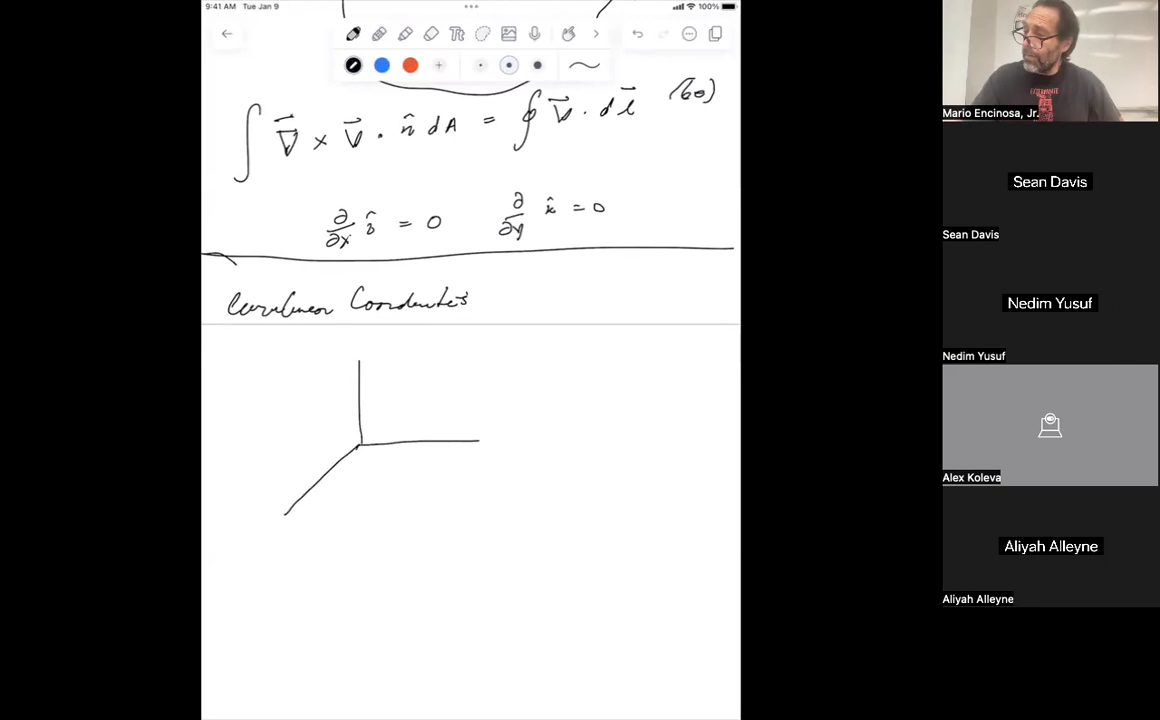 9:41 AM Tue Jan 9
100%
∫ ∇⃗ × V⃗ · n̂ dA = ∮ V⃗ · dl⃗ (60)
∂/∂x ẑ = 0 ∂/∂y x̂ = 0
Curvilinear Coordinates
EXTERMINATE
Mario Encinosa, Jr.
Sean Davis
Sean Davis
Nedim Yusuf
Nedim Yusuf
Alex Koleva
Aliyah Alleyne
Aliyah Alleyne